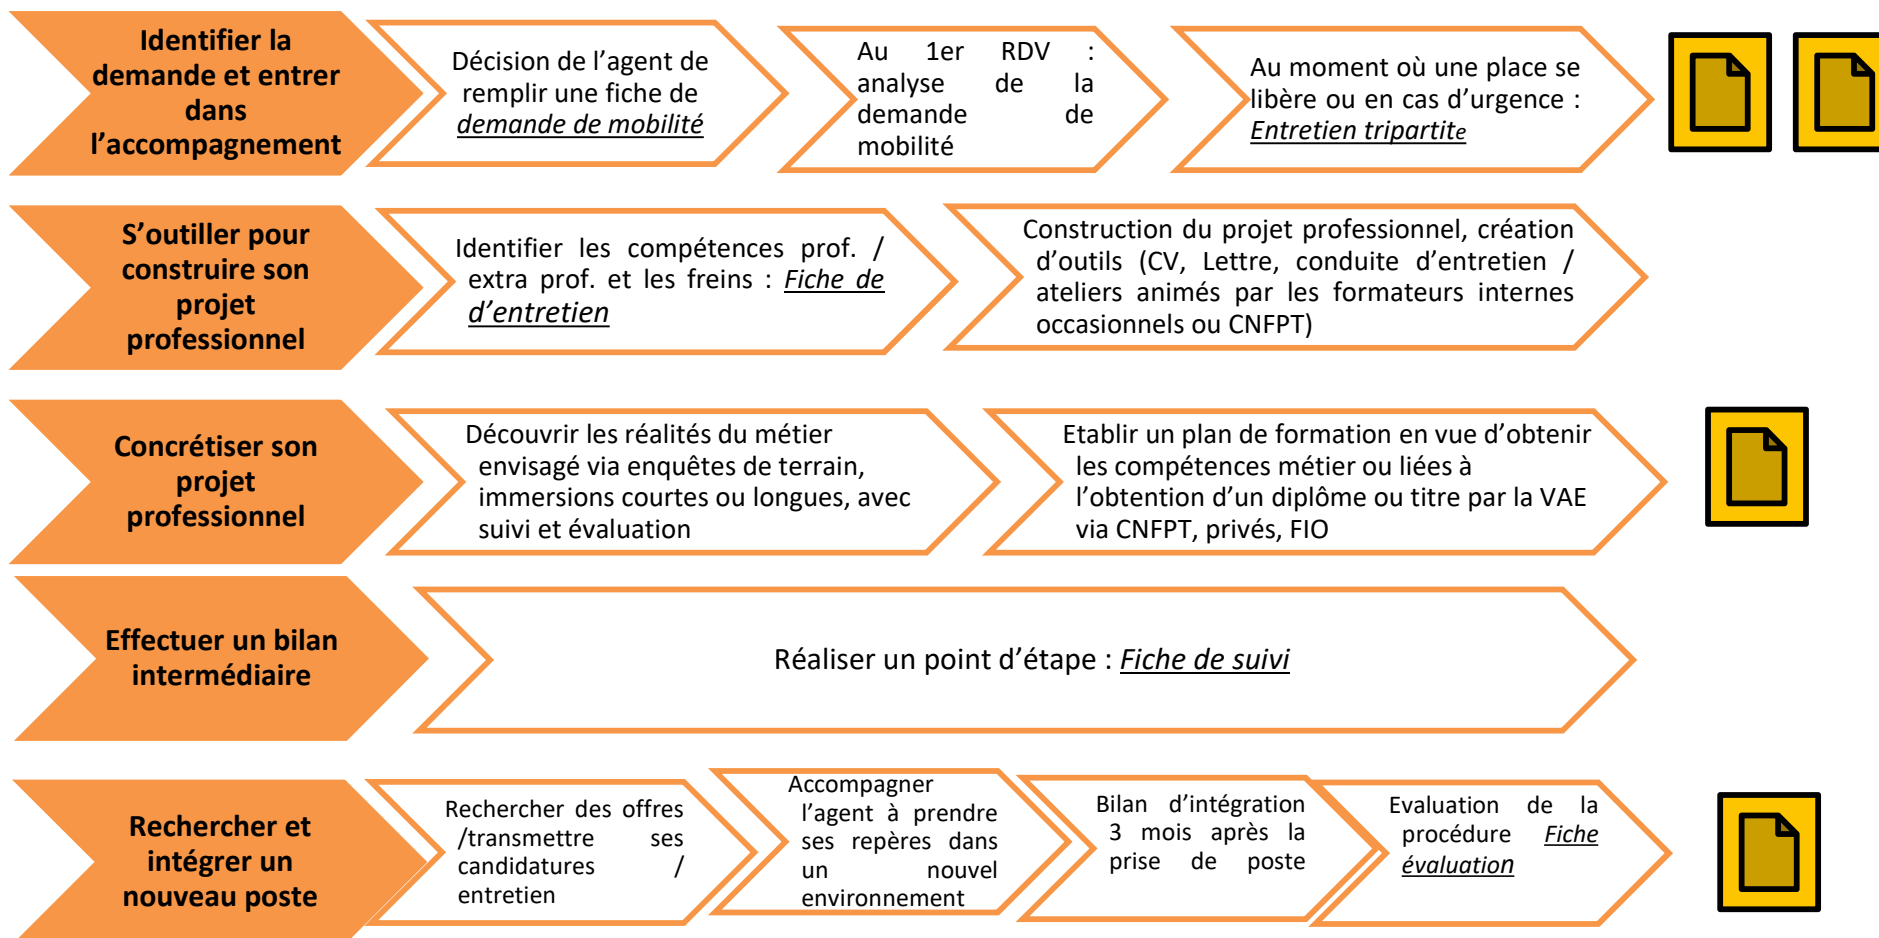 Identifier la
demande et entrer
dans
l’accompagnement
Décision de l’agent de
remplir une fiche de
demande de mobilité
Au 1er RDV :
analyse de la
demande de
mobilité
Au moment où une place se
libère ou en cas d’urgence :
Entretien tripartite
S’outiller pour
construire son
projet
professionnel
Identifier les compétences prof. /
extra prof. et les freins : Fiche de
d’entretien
Construction du projet professionnel, création
d’outils (CV, Lettre, conduite d’entretien /
ateliers animés par les formateurs internes
occasionnels ou CNFPT)
Concrétiser son
projet
professionnel
Découvrir les réalités du métier
envisagé via enquêtes de terrain,
immersions courtes ou longues, avec
suivi et évaluation
Etablir un plan de formation en vue d’obtenir
les compétences métier ou liées à
l’obtention d’un diplôme ou titre par la VAE
via CNFPT, privés, FIO
Effectuer un bilan
intermédiaire
Réaliser un point d’étape : Fiche de suivi
Rechercher et
intégrer un
nouveau poste
Rechercher des offres
/transmettre ses
candidatures /
entretien
Accompagner
l’agent à prendre
ses repères dans
un nouvel
environnement
Bilan d’intégration
3 mois après la
prise de poste
Evaluation de la
procédure Fiche
évaluation